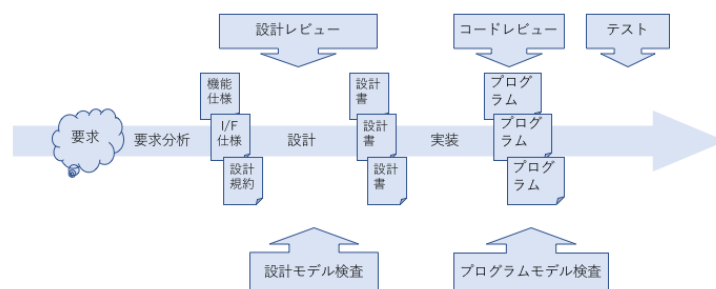 設計レビュー
コードレビュー
テスト
機能
仕様
I/F
仕様
設計
規約
設計
書
設計
書
設計
書
プログ
ラム
プログ
ラム
プログ
ラム
要求
要求分析
設計
実装
設計モデル検査
プログラムモデル検査